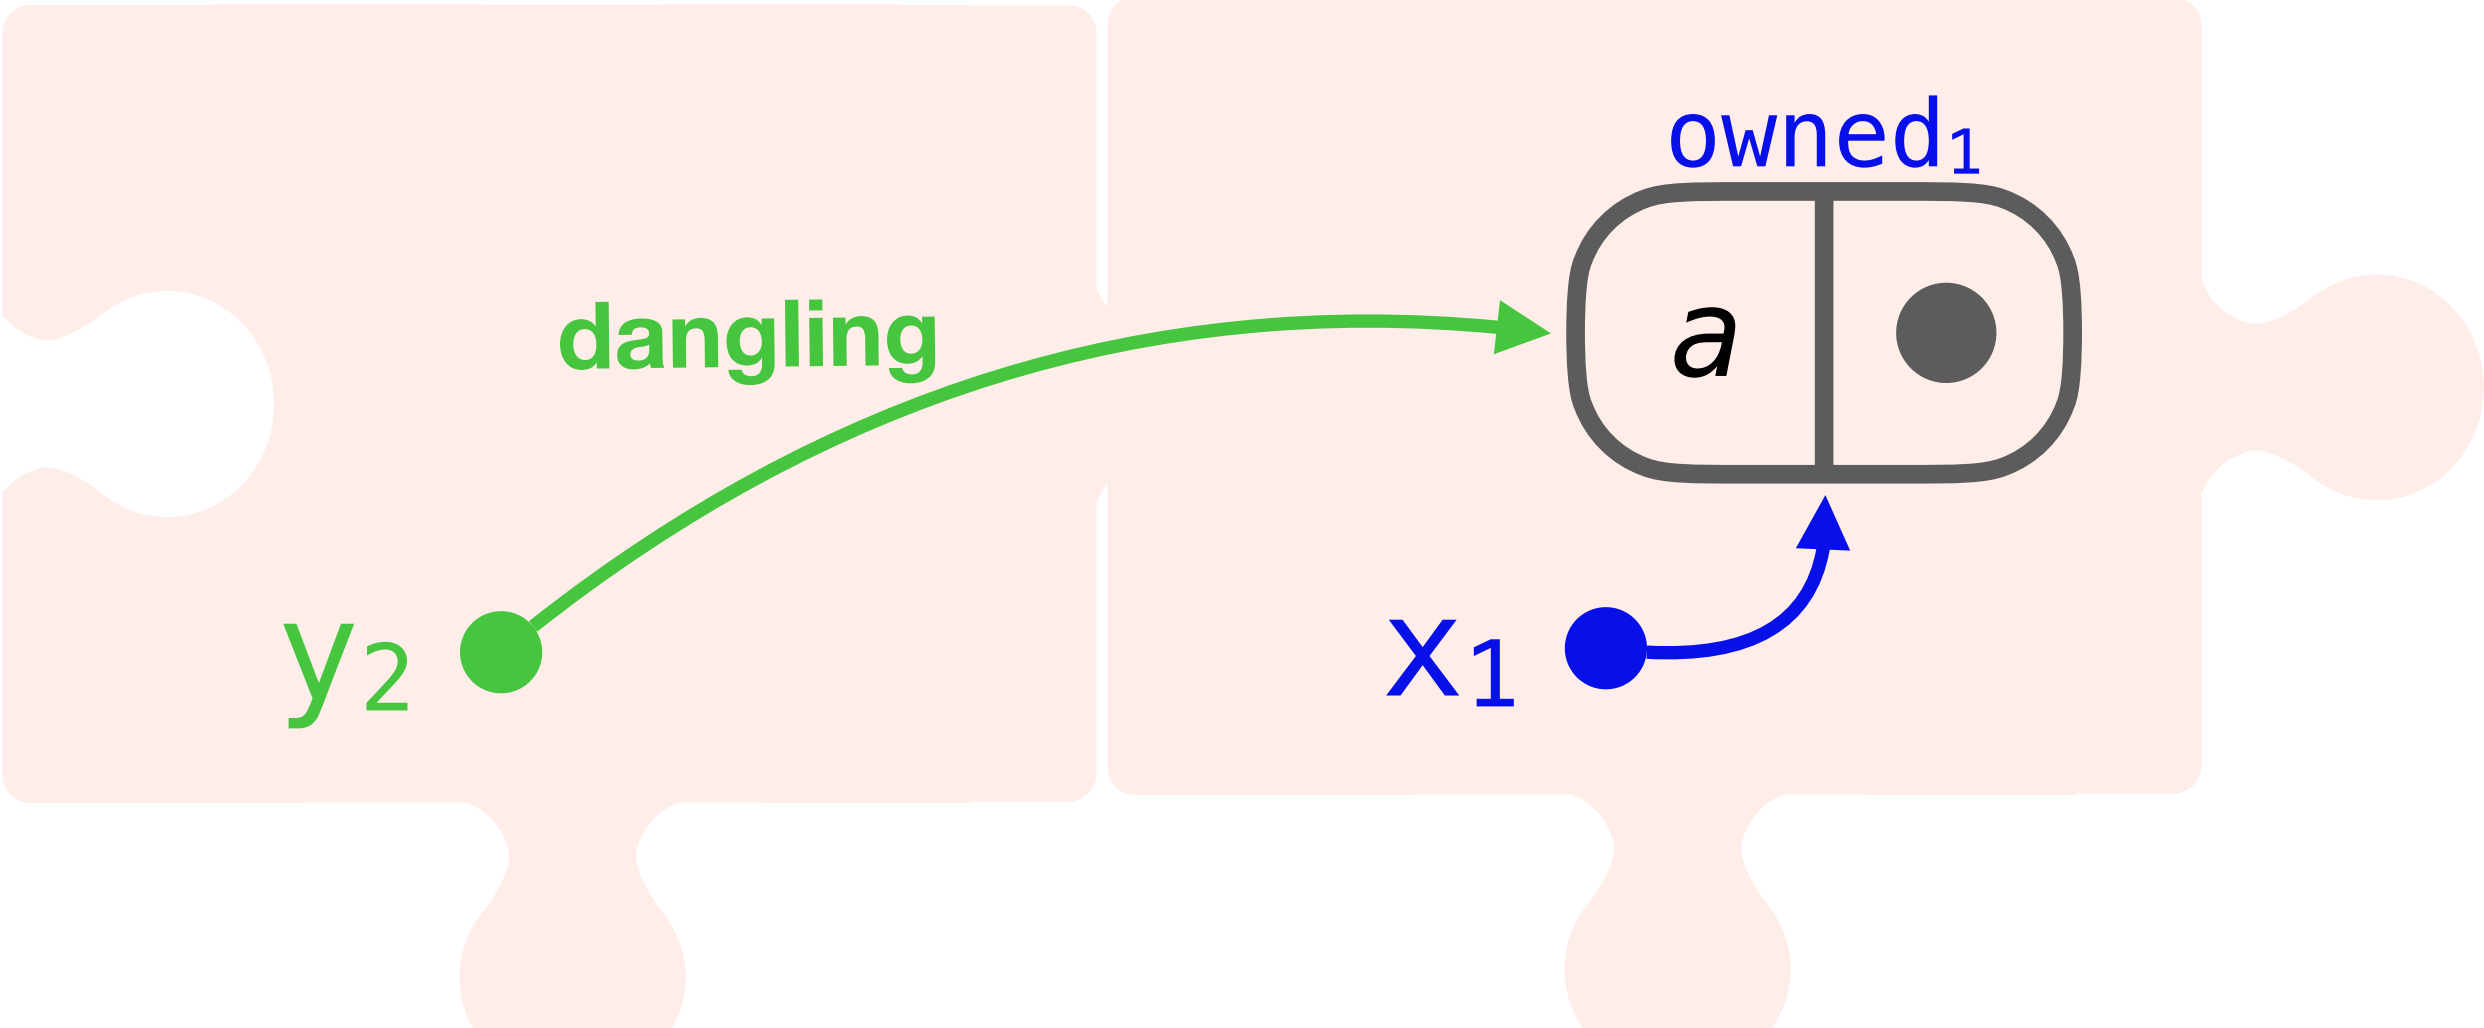 owned₁
dangling
a
y₂
x₁